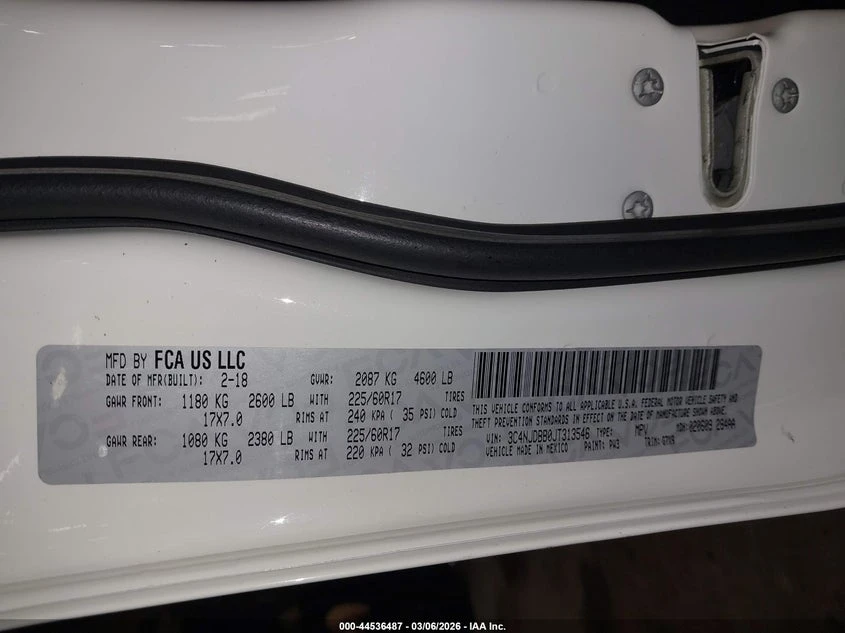 MFD BY FCA US LLC
DATE OF MFR(BUILT): 2-18 GVWR: 2087 KG 4600 LB
GAWR FRONT: 1180 KG 2600 LB WITH 225/60R17 TIRES
17X7.0 RIMS AT 240 KPA ( 35 PSI) COLD
GAWR REAR: 1080 KG 2380 LB WITH 225/60R17 TIRES
17X7.0 RIMS AT 220 KPA ( 32 PSI) COLD
THIS VEHICLE CONFORMS TO ALL APPLICABLE U.S.A. FEDERAL MOTOR VEHICLE SAFETY AND
THEFT PREVENTION STANDARDS IN EFFECT ON THE DATE OF MANUFACTURE SHOWN ABOVE.
VIN: 3C4NJDBB0JT313546 TYPE: MPV MDH: 020609 284AA
VEHICLE MADE IN MEXICO PAINT: PW3 TRIM:
000-44536487 - 03/06/2026 - IAA Inc.